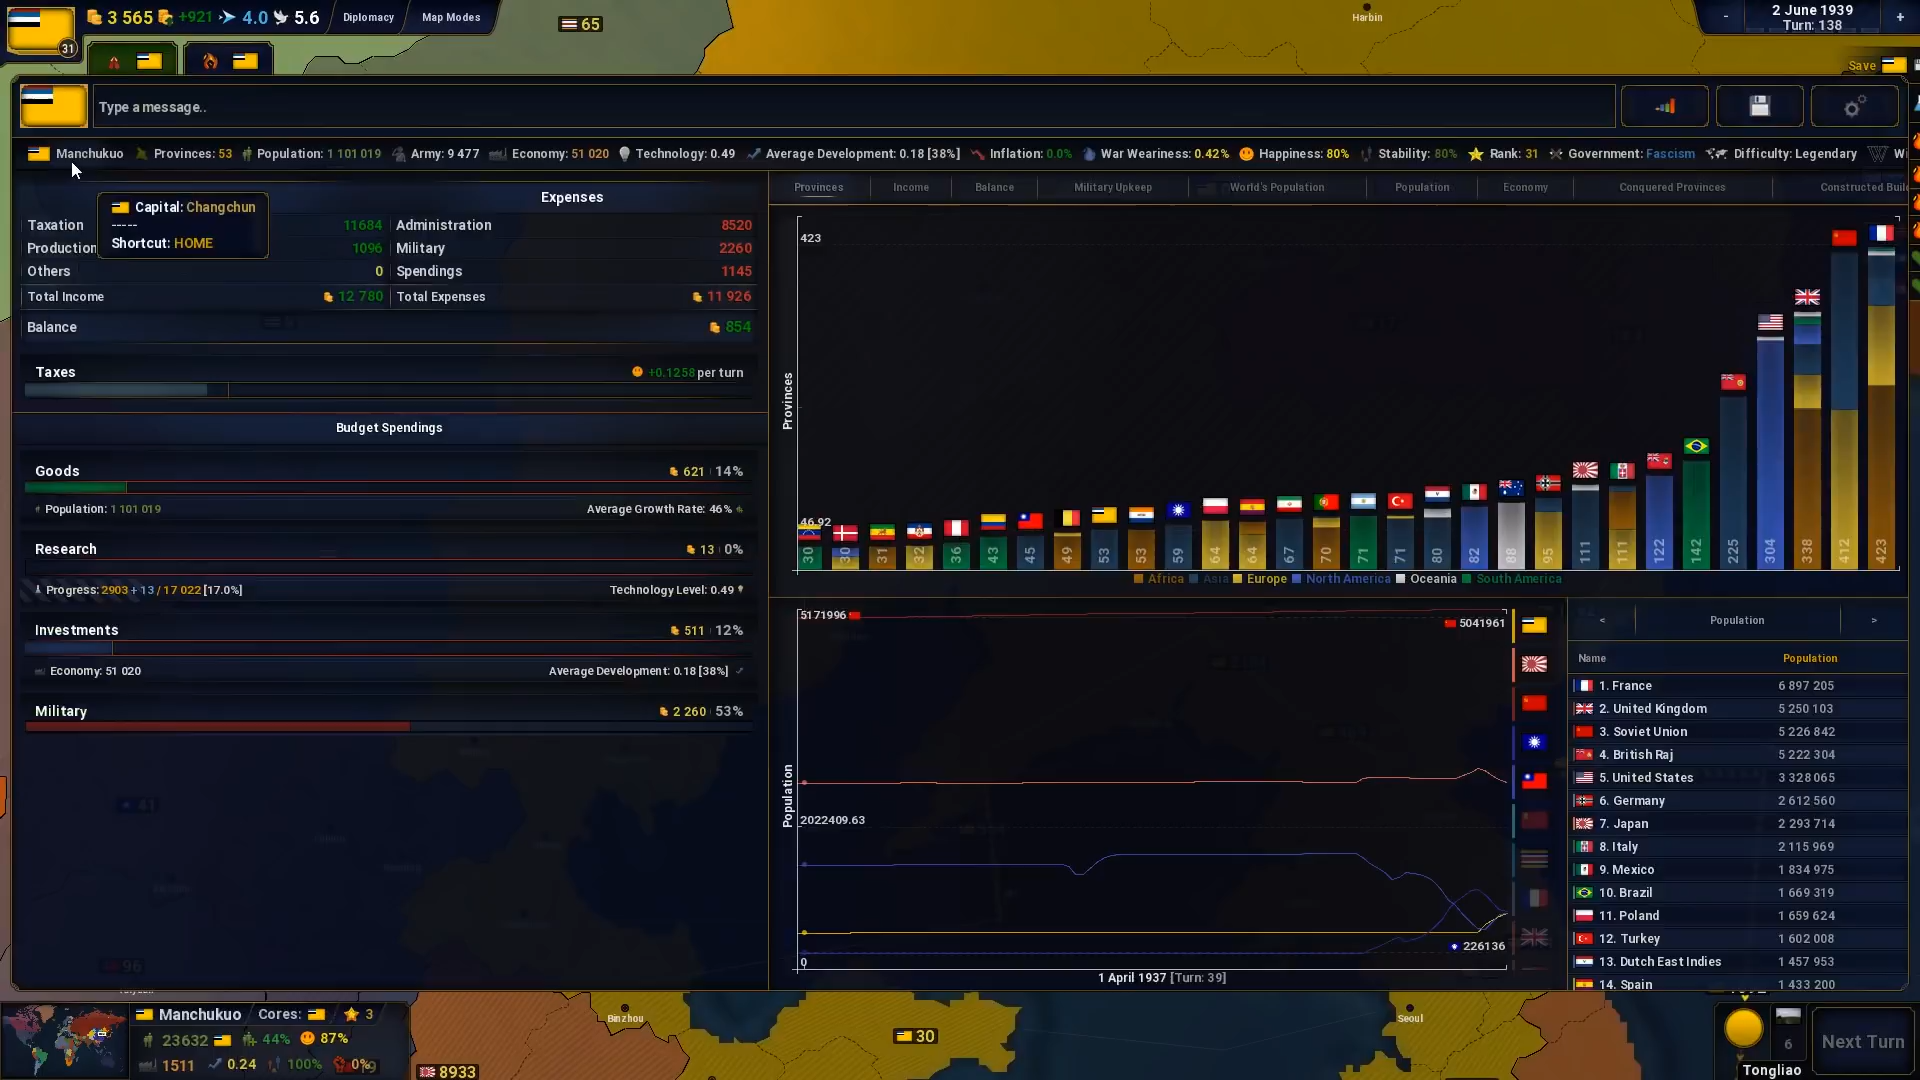 3 565 +921 4.0 5.6 Diplomacy Map Modes
31
65
Harbin
- 2 June 1939 +
Turn: 138
Save
Type a message..
Manchukuo Provinces: 53 Population: 1 101 019 Army: 9 477 Economy: 51 020 Technology: 0.49 Average Development: 0.18 [38%] Inflation: 0.0% War Weariness: 0.42% Happiness: 80% Stability: 80% Rank: 31 Government: Fascism Difficulty: Legendary Wi
Capital: Changchun
-----
Shortcut: HOME
Expenses
Taxation 11684 Administration 8520
Production 1096 Military 2260
Others 0 Spendings 1145
Total Income 12 780 Total Expenses 11 926
Balance 854
Taxes +0.1258 per turn
Budget Spendings
Goods 621 14%
Population: 1 101 019 Average Growth Rate: 46%
Research 13 0%
Progress: 2903 + 13 / 17 022 [17.0%] Technology Level: 0.49
Investments 511 12%
Economy: 51 020 Average Development: 0.18 [38%]
Military 2 260 53%
Provinces Income Balance Military Upkeep World's Population Population Economy Conquered Provinces Constructed Buil
423
46.92
Provinces
30 30 31 32 36 43 45 49 53 53 59 64 64 67 70 71 71 80 82 88 95 111 111 122 142 225 304 338 412 423
Africa Asia Europe North America Oceania South America
5171996
5041961
2022409.63
226136
0
Population
1 April 1937 [Turn: 39]
< Population >
Name Population
1. France 6 897 205
2. United Kingdom 5 250 103
3. Soviet Union 5 226 842
4. British Raj 5 222 304
5. United States 3 328 065
6. Germany 2 612 560
7. Japan 2 293 714
8. Italy 2 115 969
9. Mexico 1 834 975
10. Brazil 1 669 319
11. Poland 1 659 624
12. Turkey 1 602 008
13. Dutch East Indies 1 457 953
14. Spain 1 433 200
41
96
Manchukuo Cores: 3
23632 44% 87%
1511 0.24 100% 0%
8933
Binzhou
30
Seoul
6
Next Turn
Tongliao